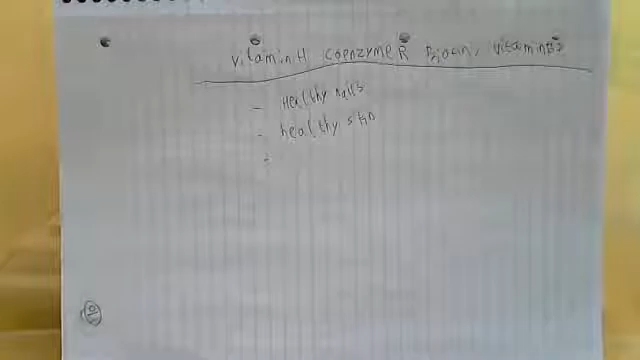 Vitamin H coenzyme R Biotin, Vitamin B7
- Healthy nails
- healthy skin
-